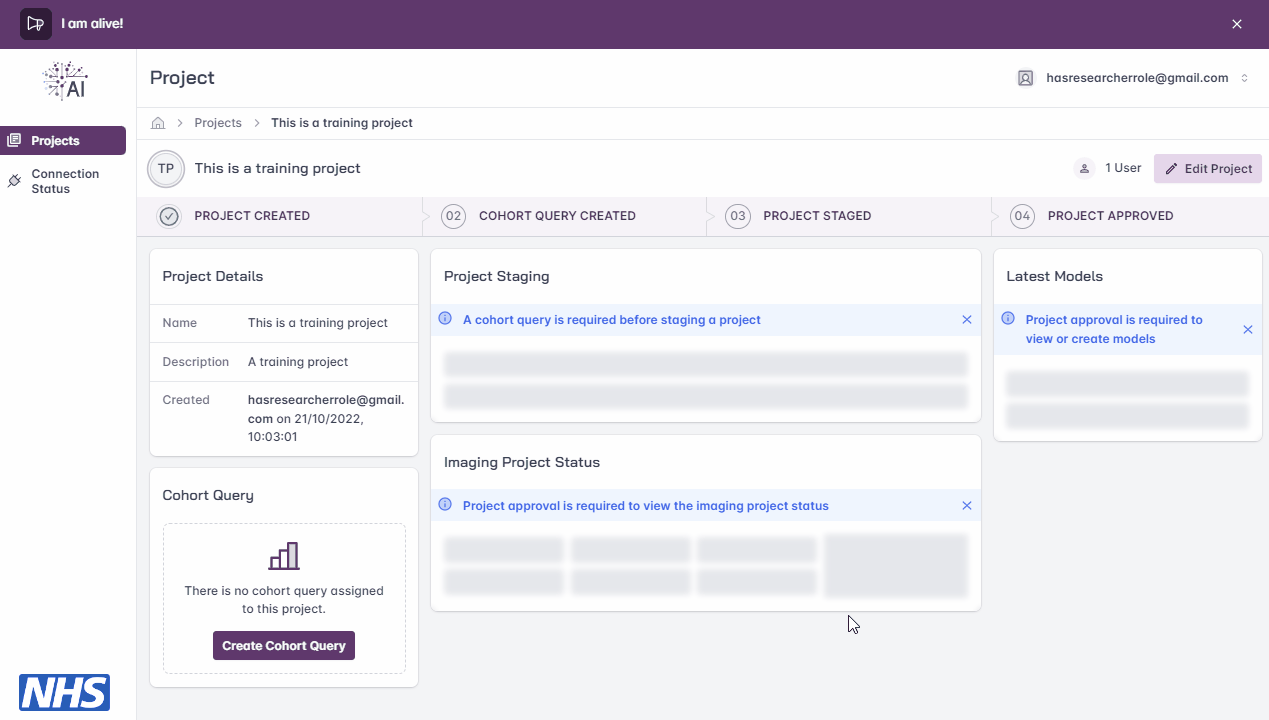 I am alive!
AI
Project
hasresearcherrole@gmail.com
Projects
Connection
Status
Projects
This is a training project
TP
This is a training project
1 User
Edit Project
PROJECT CREATED
02
COHORT QUERY CREATED
03
PROJECT STAGED
04
PROJECT APPROVED
Project Details
Name
This is a training project
Description
A training project
Created
hasresearcherrole@gmail.
com on 21/10/2022,
10:03:01
Cohort Query
There is no cohort query assigned
to this project.
Create Cohort Query
Project Staging
A cohort query is required before staging a project
Imaging Project Status
Project approval is required to view the imaging project status
Latest Models
Project approval is required to
view or create models
NHS